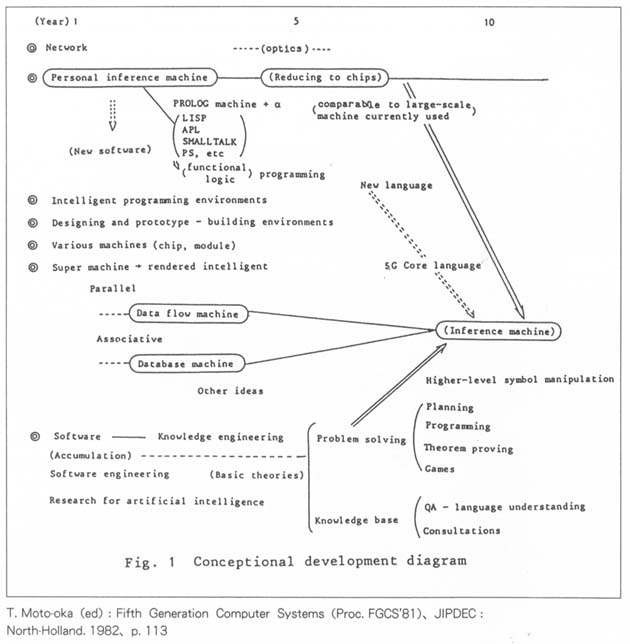 (Year) 1 5 10
◎ Network -----(optics)----
◎ Personal inference machine (Reducing to chips)
PROLOG machine + α
(comparable to large-scale
machine currently used)
LISP
APL
SMALLTALK
PS, etc
(New software)
(functional
logic) programming
New language
◎ Intelligent programming environments
◎ Designing and prototype - building environments
◎ Various machines (chip, module)
◎ Super machine → rendered intelligent
5G Core language
Parallel
Data flow machine
(Inference machine)
Associative
Database machine
Other ideas
Higher-level symbol manipulation
◎ Software —— Knowledge engineering
(Accumulation)
Software engineering (Basic theories)
Research for artificial intelligence
Problem solving
Planning
Programming
Theorem proving
Games
Knowledge base
QA - language understanding
Consultations
Fig. 1 Conceptional development diagram
T. Moto-oka (ed) : Fifth Generation Computer Systems (Proc. FGCS'81)、JIPDEC :
North-Holland. 1982、p. 113